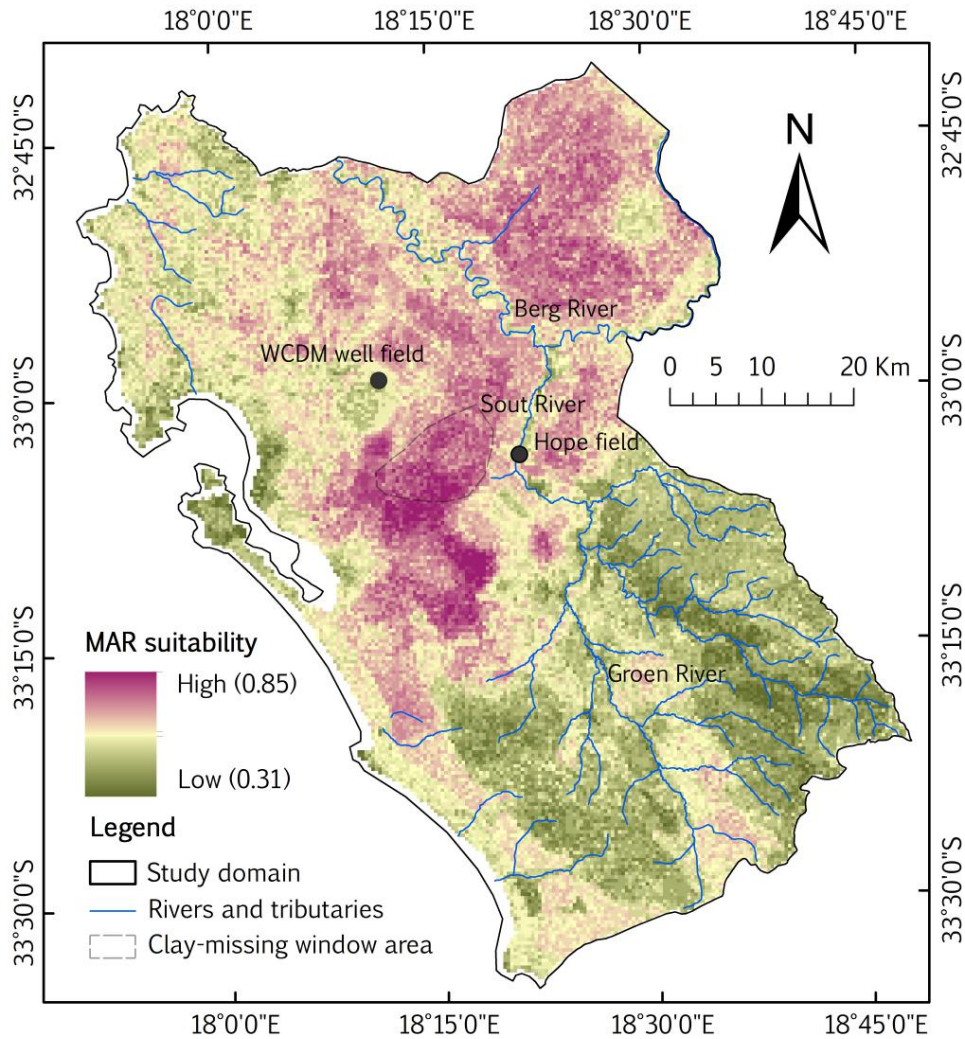 18°0'0"E 18°15'0"E 18°30'0"E 18°45'0"E
32°45'0"S
33°0'0"S
33°15'0"S
33°30'0"S
N
32°45'0"S
33°0'0"S
33°15'0"S
33°30'0"S
Berg River
WCDM well field
0 5 10 20 Km
Sout River
Hope field
Groen River
MAR suitability
High (0.85)
Low (0.31)
Legend
Study domain
Rivers and tributaries
Clay-missing window area
18°0'0"E 18°15'0"E 18°30'0"E 18°45'0"E